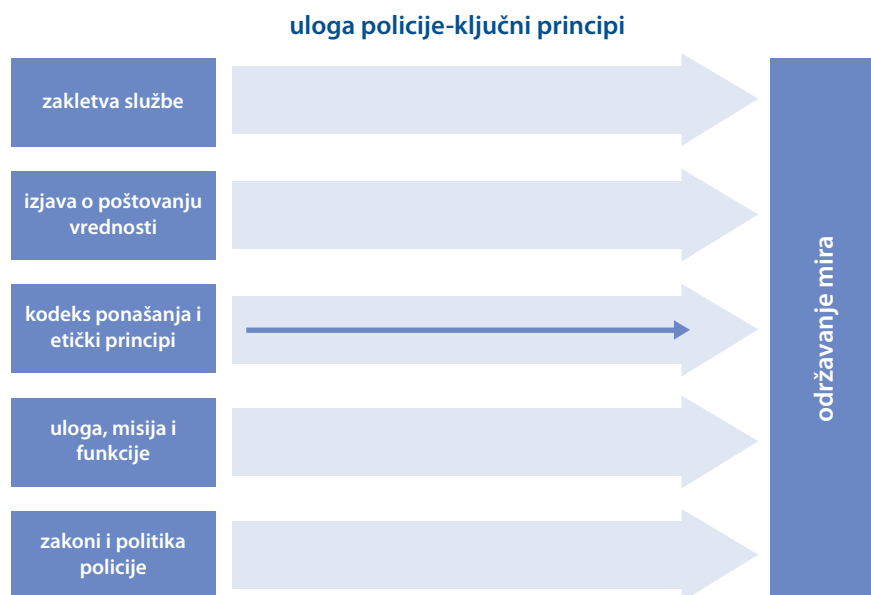 uloga policije-ključni principi
zakletva službe
izjava o poštovanju
vrednosti
kodeks ponašanja i
etički principi
uloga, misija i
funkcije
zakoni i politika
policije
održavanje mira